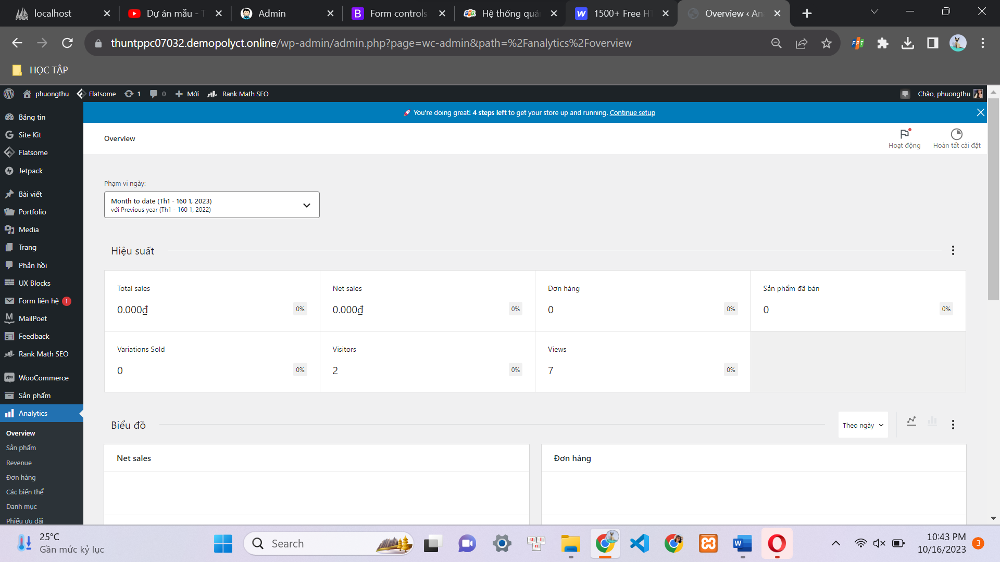 localhost
Dự án mẫu - T
Admin
Form controls
Hệ thống quản
1500+ Free HT
Overview ‹ Ana
thuntppc07032.demopolyct.online/wp-admin/admin.php?page=wc-admin&path=%2Fanalytics%2Foverview
FPT
HỌC TẬP
phuongthu
Flatsome
1
0
Mới
Rank Math SEO
Chào, phuongthu
You're doing great! 4 steps left to get your store up and running. Continue setup
Bảng tin
Site Kit
Flatsome
Jetpack
Bài viết
Portfolio
Media
Trang
Phản hồi
UX Blocks
Form liên hệ 1
MailPoet
Feedback
Rank Math SEO
WooCommerce
Sản phẩm
Analytics
Overview
Sản phẩm
Revenue
Đơn hàng
Các biến thể
Danh mục
Phiếu ưu đãi
Overview
Hoạt động
Hoàn tất cài đặt
Phạm vi ngày:
Month to date (Th1 - 160 1, 2023)
với Previous year (Th1 - 160 1, 2022)
Hiệu suất
Total sales
0.000₫
0%
Net sales
0.000₫
0%
Đơn hàng
0
0%
Sản phẩm đã bán
0
0%
Variations Sold
0
0%
Visitors
2
0%
Views
7
0%
Biểu đồ
Theo ngày
Net sales
Đơn hàng
25°C
Gần mức kỷ lục
Search
10:43 PM
10/16/2023
3